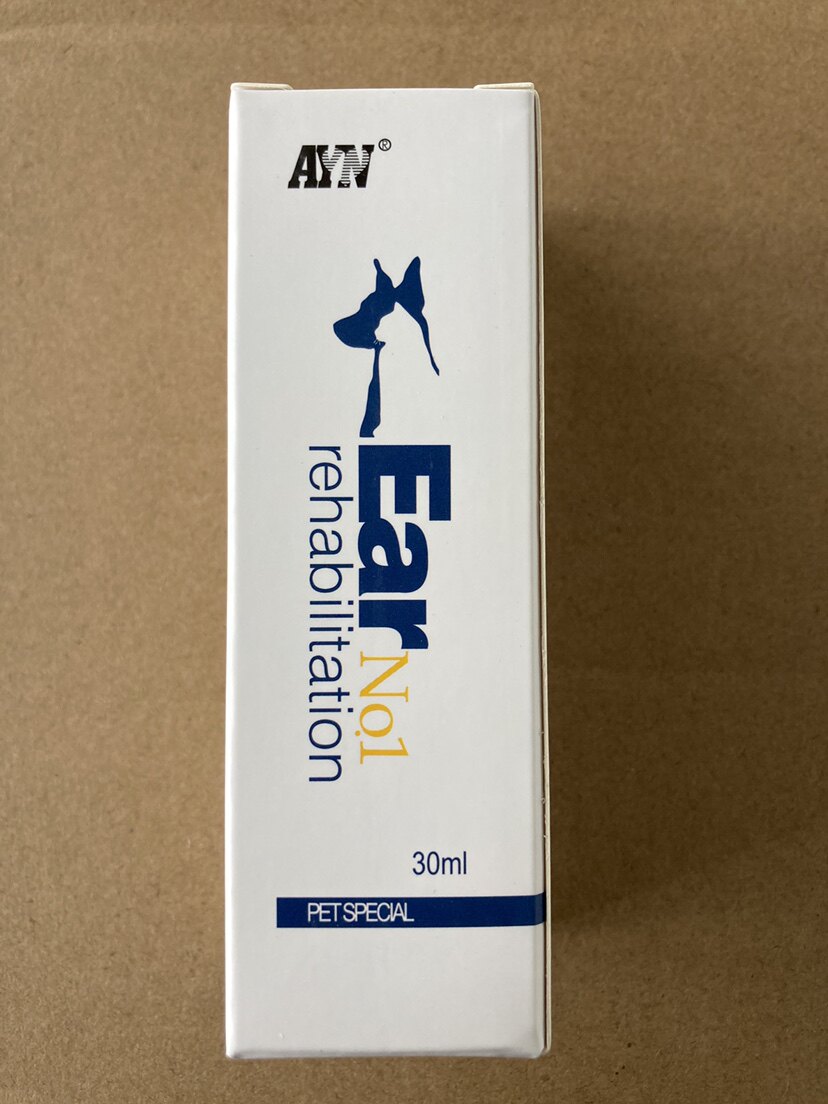 AYN®
Ear No.1
rehabilitation
30ml
PET SPECIAL